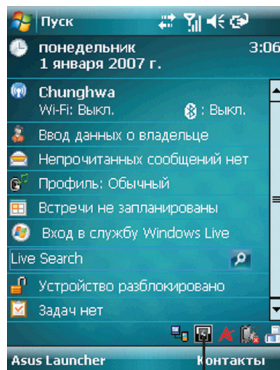 Пуск
понедельник 3:06
1 января 2007 г.
Chunghwa
Wi-Fi: Выкл. : Выкл.
Ввод данных о владельце
Непрочитанных сообщений нет
Профиль: Обычный
Встречи не запланированы
Вход в службу Windows Live
Live Search
Устройство разблокировано
Задач нет
Asus Launcher Контакты